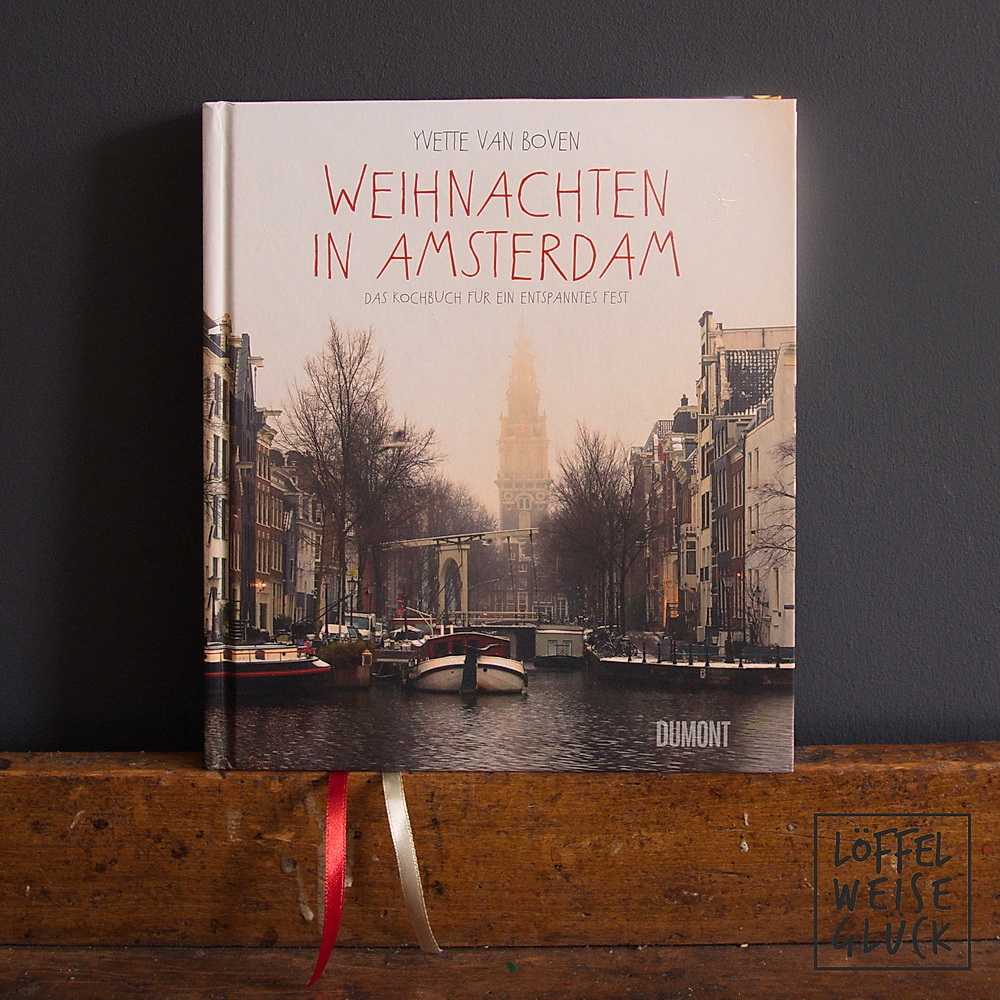 YVETTE VAN BOVEN
WEIHNACHTEN
IN AMSTERDAM
DAS KOCHBUCH FÜR EIN ENTSPANNTES FEST
DUMONT
LÖFFEL
WEISE
GLÜCK